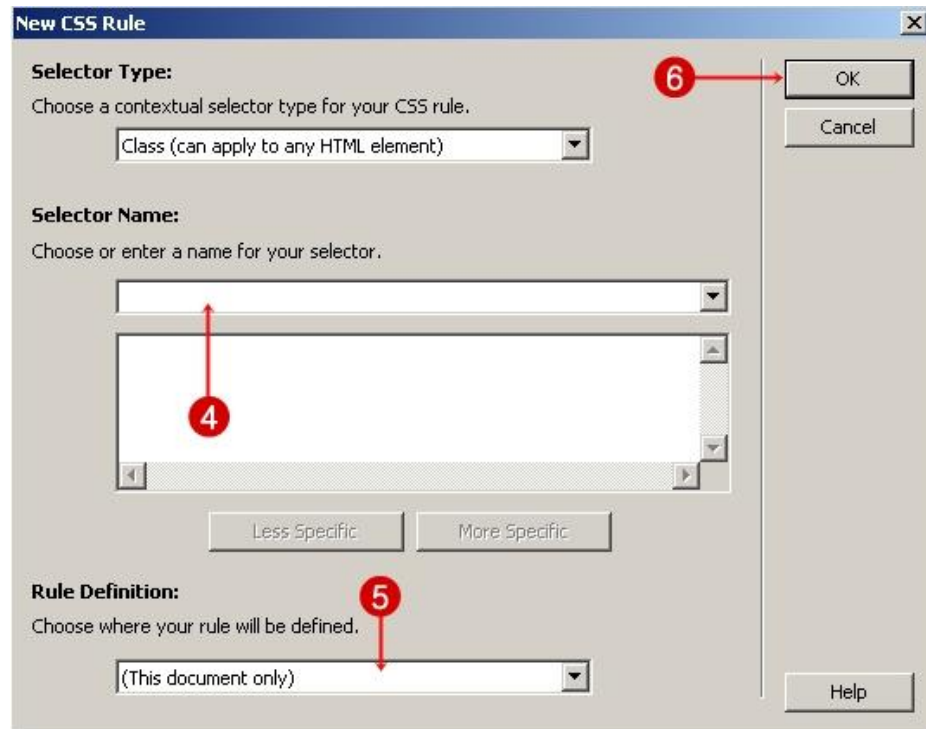 New CSS Rule
Selector Type:
6
OK
Choose a contextual selector type for your CSS rule.
Class (can apply to any HTML element)
Cancel
Selector Name:
Choose or enter a name for your selector.
4
Less Specific
More Specific
Rule Definition:
5
Choose where your rule will be defined.
(This document only)
Help